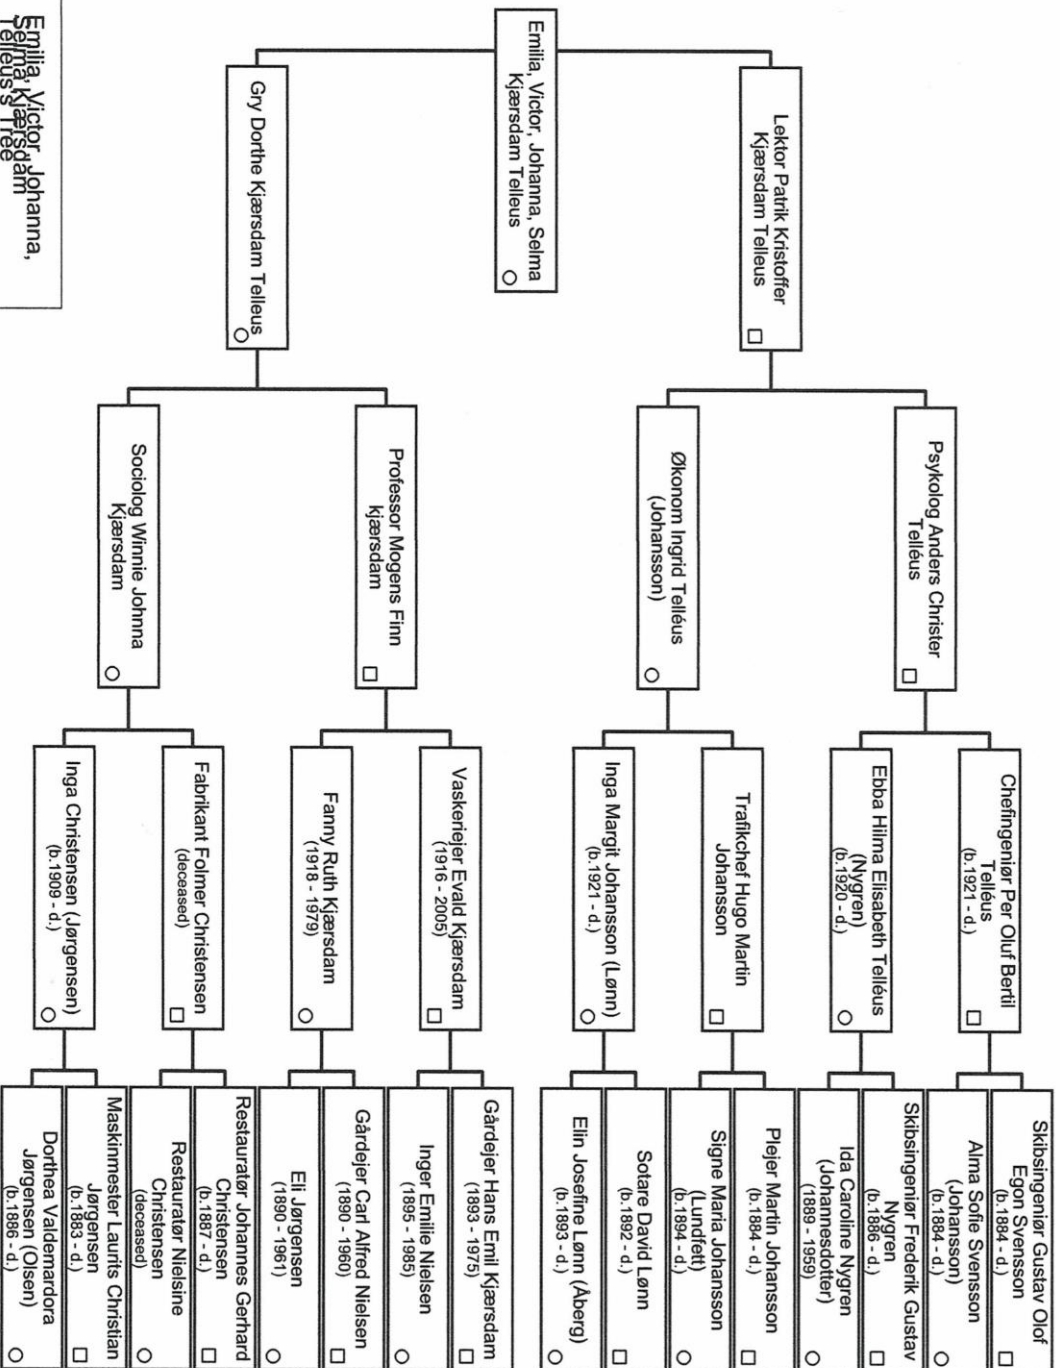 Emilia, Victor, Johanna, Selma
Kjærsdam Telleus
Lektor Patrik Kristoffer
Kjærsdam Telleus
Gry Dorthe Kjærsdam Telleus
Psykolog Anders Christer
Telléus
Økonom Ingrid Telléus
(Johansson)
Professor Mogens Finn
kjærsdam
Sociolog Winnie Johnna
Kjærsdam
Chefingeniør Per Oluf Bertil
Telléus
(b.1921 - d.)
Ebba Hilma Elisabeth Telléus
(Nygren)
(b.1920 - d.)
Trafikchef Hugo Martin
Johansson
Inga Margit Johansson (Lønn)
(b.1921 - d.)
Vaskeriejer Evald Kjærsdam
(1916 - 2005)
Fanny Ruth Kjærsdam
(1918 - 1979)
Fabrikant Folmer Christensen
(deceased)
Inga Christensen (Jørgensen)
(b.1909 - d.)
Skibsingeniør Gustav Olof
Egon Svensson
(b.1884 - d.)
Alma Sofie Svensson
(Johansson)
(b.1884 - d.)
Skibsingeniør Frederik Gustav
Nygren
(b.1886 - d.)
Ida Caroline Nygren
(Johannesdotter)
(1889 - 1959)
Plejer Martin Johansson
(b.1884 - d.)
Signe Maria Johansson
(Lundfett)
(b.1894 - d.)
Sotare David Lønn
(b.1892 - d.)
Elin Josefine Lønn (Åberg)
(b.1893 - d.)
Gårdejer Hans Emil Kjærsdam
(1893 - 1975)
Inger Emilie Nielsen
(1895 - 1985)
Gårdejer Carl Alfred Nielsen
(1890 - 1960)
Eli Jørgensen
(1890 - 1961)
Restauratør Johannes Gerhard
Christensen
(b.1887 - d.)
Restauratør Nielsine
Christensen
(deceased)
Maskinmester Laurits Christian
Jørgensen
(b.1883 - d.)
Dorthea Valdemardora
Jørgensen (Olsen)
(b.1886 - d.)
Emilia, Victor, Johanna,
Selma Kjærsdam
Telleus's Tree